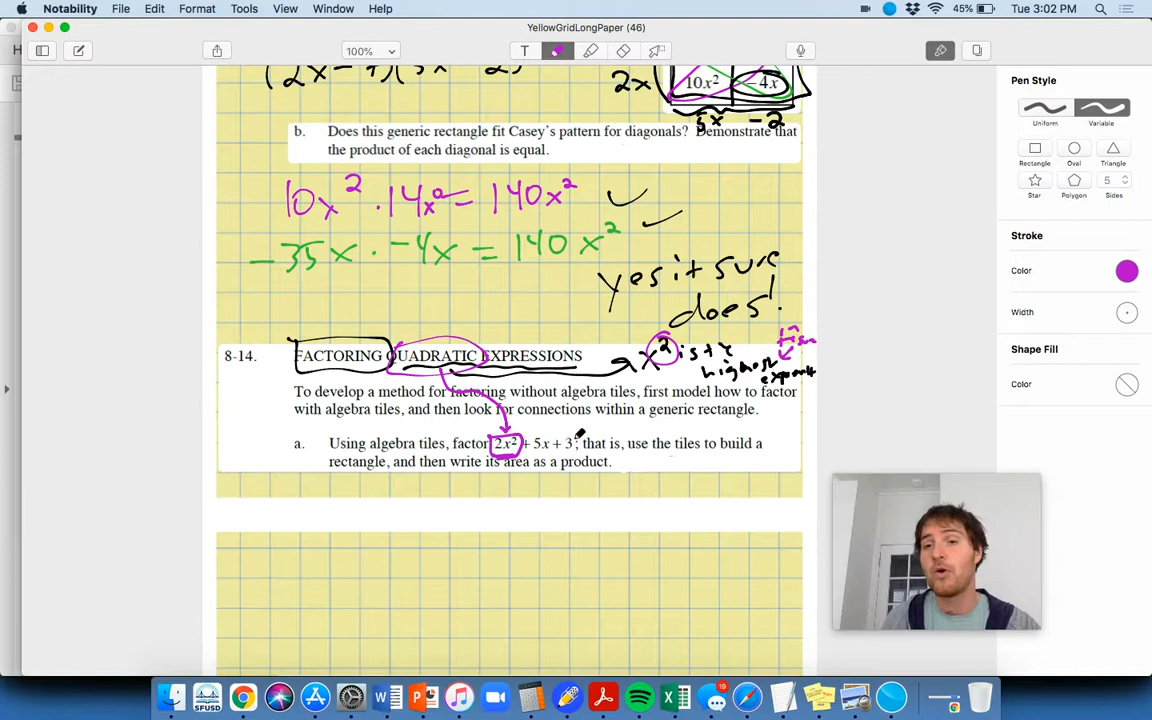 Notability File Edit Format Tools View Window Help 45% Tue 3:02 PM
YellowGridLongPaper (46)
100%
T
Pen Style
Uniform Variable
Rectangle Oval Triangle
5
Star Polygon Sides
Stroke
Color
Width
Shape Fill
Color
2x
10x² -4x
5x -2
b. Does this generic rectangle fit Casey's pattern for diagonals? Demonstrate that
the product of each diagonal is equal.
10x² · 14x⁰ = 140x²
-35x · -4x = 140x²
Yes it sure
does!
8-14. FACTORING QUADRATIC EXPRESSIONS
x² is the
highest
exponent
To develop a method for factoring without algebra tiles, first model how to factor
with algebra tiles, and then look for connections within a generic rectangle.
a. Using algebra tiles, factor 2x² + 5x + 3; that is, use the tiles to build a
rectangle, and then write its area as a product.
SFUSD
19